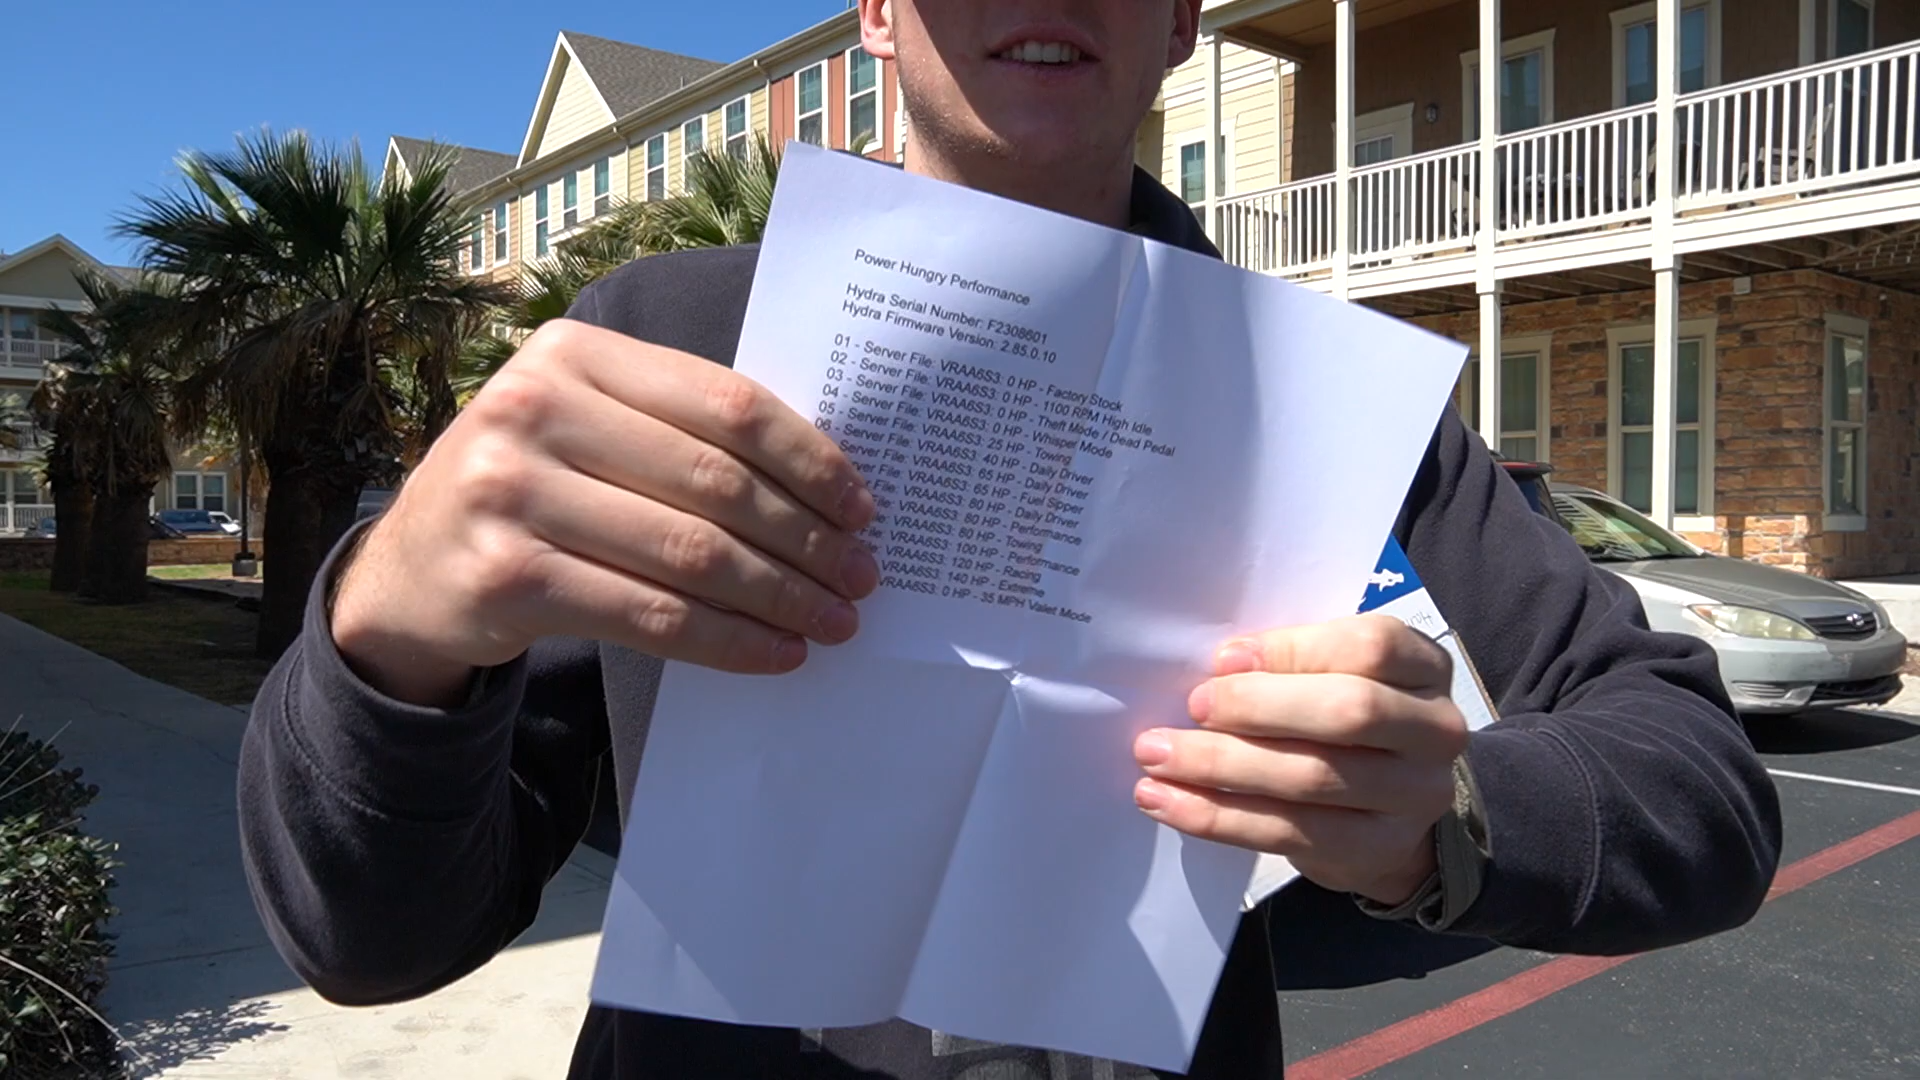 Power Hungry Performance
Hydra Serial Number: F2308601
Hydra Firmware Version: 2.85.0.10
01 - Server File: VRAA6S3: 0 HP - Factory Stock
02 - Server File: VRAA6S3: 0 HP - 1100 RPM High Idle
03 - Server File: VRAA6S3: 0 HP - Theft Mode / Dead Pedal
04 - Server File: VRAA6S3: 0 HP - Whisper Mode
05 - Server File: VRAA6S3: 25 HP - Towing
06 - Server File: VRAA6S3: 40 HP - Daily Driver
Server File: VRAA6S3: 65 HP - Daily Driver
File: VRAA6S3: 65 HP - Fuel Sipper
File: VRAA6S3: 80 HP - Daily Driver
File: VRAA6S3: 80 HP - Performance
VRAA6S3: 80 HP - Towing
File: VRAA6S3: 100 HP - Performance
VRAA6S3: 120 HP - Racing
VRAA6S3: 140 HP - Extreme
VRAA6S3: 0 HP - 35 MPH Valet Mode